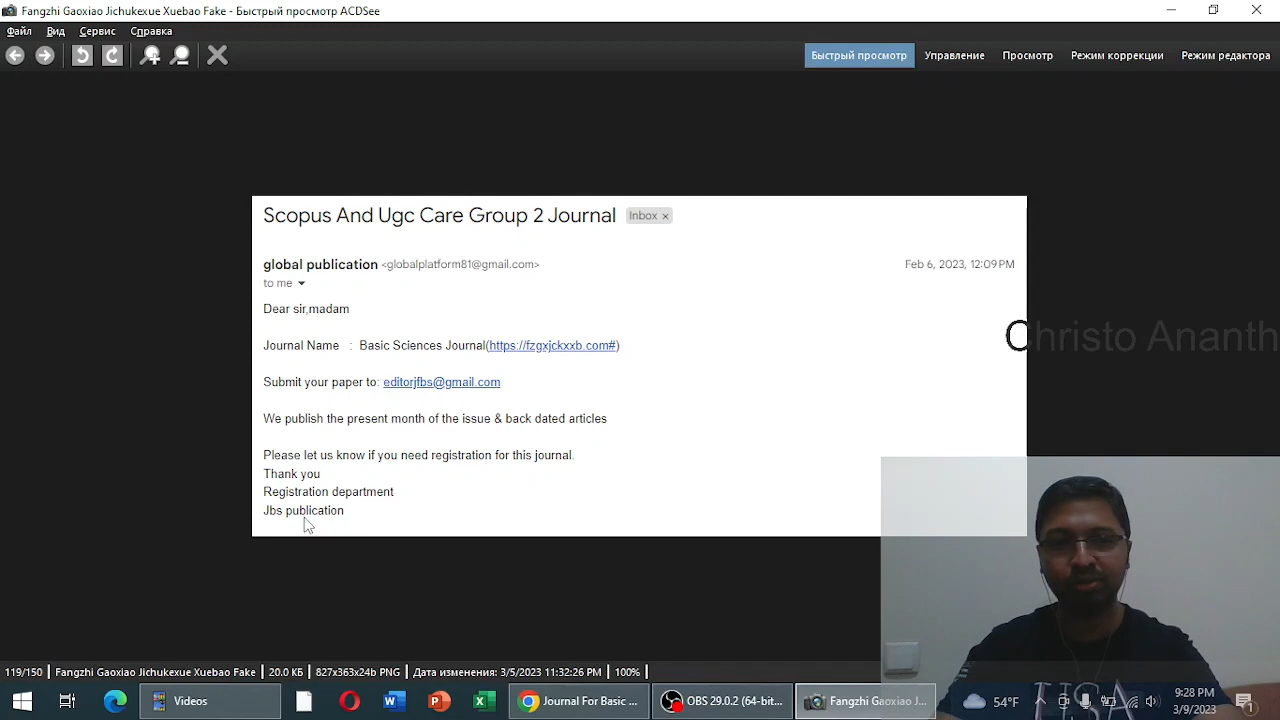 Fangzhi Gaoxiao Jichukexue Xuebao Fake - Быстрый просмотр ACDSee
Файл Вид Сервис Справка
Быстрый просмотр Управление Просмотр Режим коррекции Режим редактора
Scopus And Ugc Care Group 2 Journal Inbox ×
global publication <globalplatform81@gmail.com> Feb 6, 2023, 12:09 PM
to me
Dear sir,madam
Journal Name : Basic Sciences Journal(https://fzgxjckxxb.com#)
Christo Ananth
Submit your paper to: editorjfbs@gmail.com
We publish the present month of the issue & back dated articles
Please let us know if you need registration for this journal.
Thank you
Registration department
Jbs publication
119/150 Fangzhi Gaoxiao Jichukexue Xuebao Fake 20.0 КБ 827x363x24b PNG Дата изменения: 3/5/2023 11:32:26 PM 100%
Videos Journal For Basic ... OBS 29.0.2 (64-bit... Fangzhi Gaoxiao J... 54°F 9:28 PM
3/9/2023